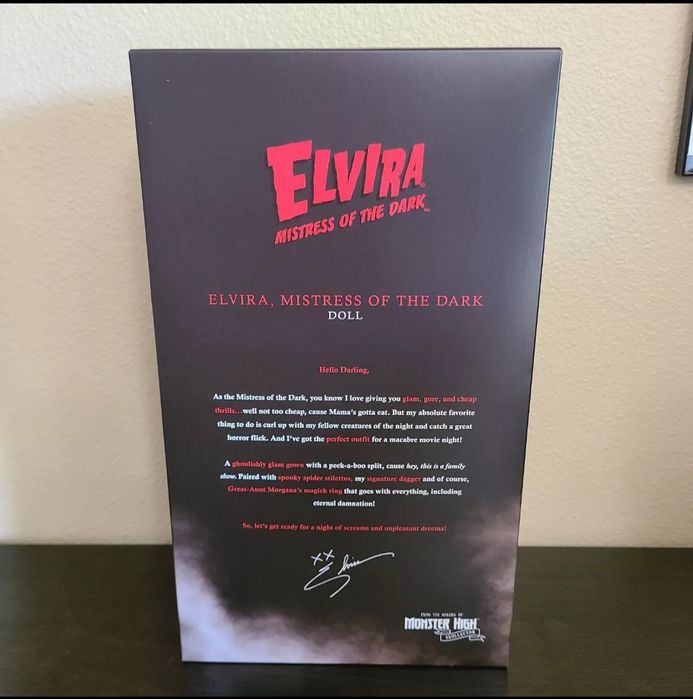 ELVIRA®
MISTRESS OF THE DARK™
ELVIRA, MISTRESS OF THE DARK
DOLL
Hello Darling,
As the Mistress of the Dark, you know I love giving you glam, gore, and cheap
thrills...well not too cheap, cause Mama's gotta eat. But my absolute favorite
thing to do is curl up with my fellow creatures of the night and catch a great
horror flick. And I've got the perfect outfit for a macabre movie night!
A ghoulishly glam gown with a peek-a-boo split, cause hey, this is a family
show. Paired with spooky spider stilettos, my signature dagger and of course,
Great-Aunt Morgana's magick ring that goes with everything, including
eternal damnation!
So, let's get ready for a night of screams and unpleasant dreems!
XX
Elvira
FROM THE MAKERS OF
MONSTER HIGH
COLLECTOR